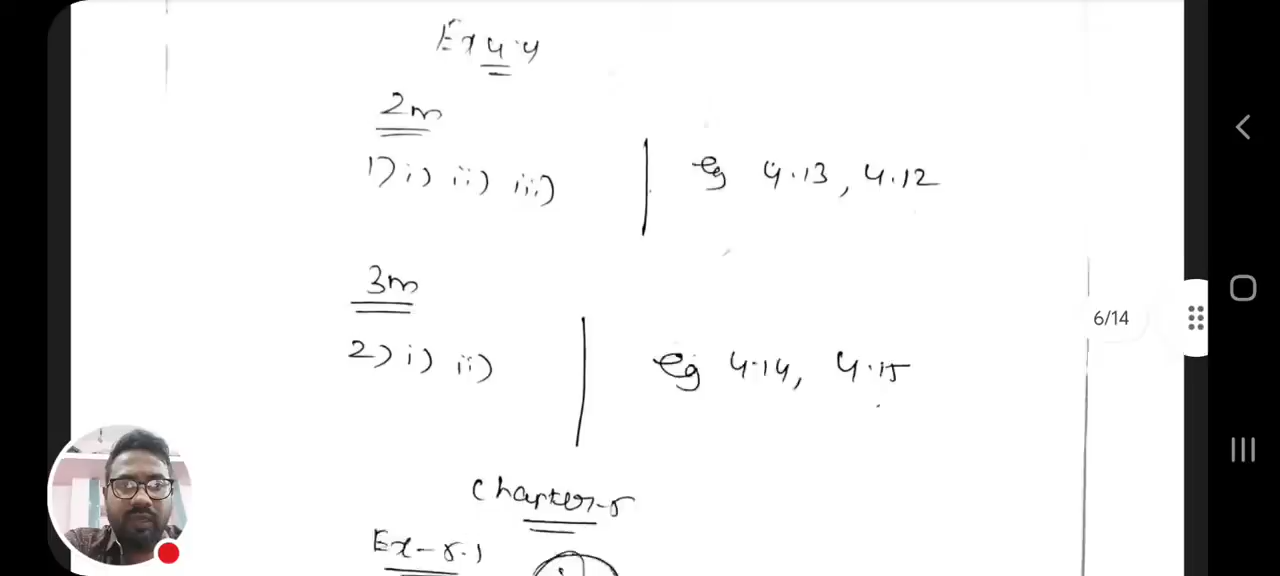 Ex 4.4
2m
1) i) ii) iii) | eg 4.13, 4.12
3m
2) i) ii) | eg 4.14, 4.15
6/14
Chapter-5
Ex-5.1